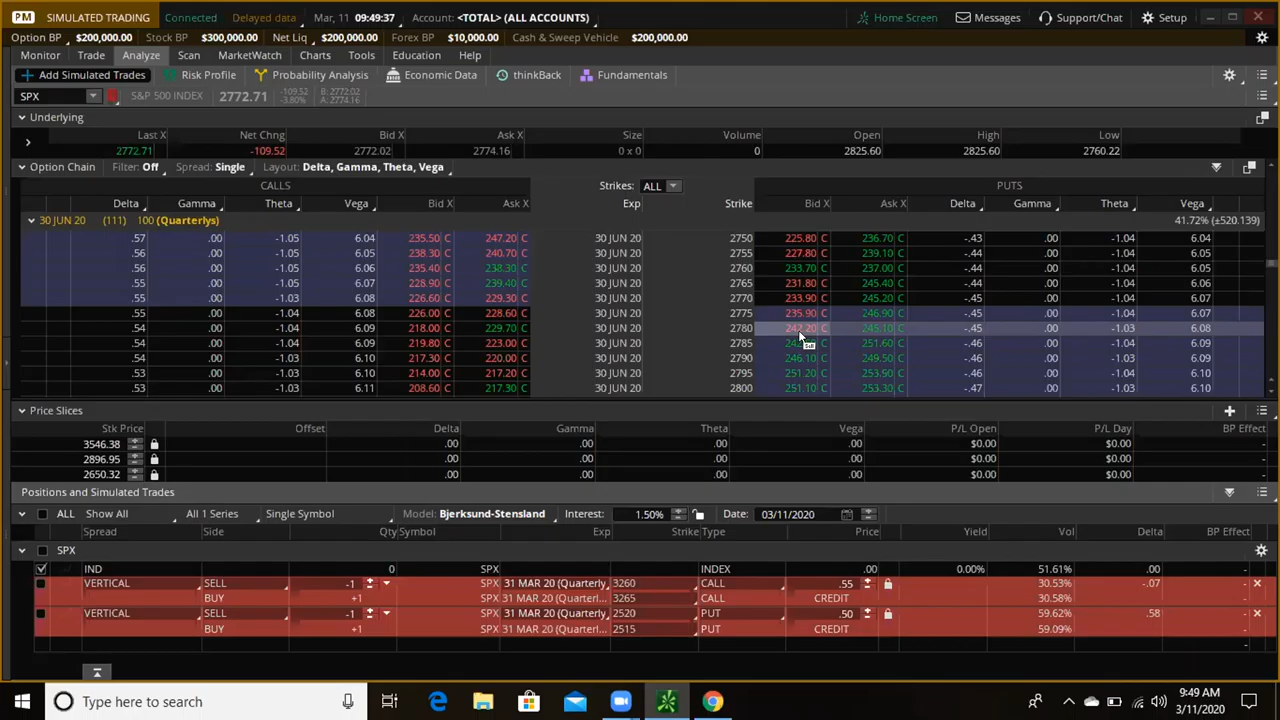 PM SIMULATED TRADING Connected Delayed data Mar, 11 09:49:37 Account: <TOTAL> (ALL ACCOUNTS) Home Screen Messages Support/Chat Setup
Option BP $200,000.00 Stock BP $300,000.00 Net Liq $200,000.00 Forex BP $10,000.00 Cash & Sweep Vehicle $200,000.00
Monitor Trade Analyze Scan MarketWatch Charts Tools Education Help
Add Simulated Trades Risk Profile Probability Analysis Economic Data thinkBack Fundamentals
SPX S&P 500 INDEX 2772.71 -109.52 -3.80% B: 2772.02 A: 2774.16
Underlying
Last X Net Chng Bid X Ask X Size Volume Open High Low
2772.71 -109.52 2772.02 2774.16 0 x 0 0 2825.60 2825.60 2760.22
Option Chain Filter: Off Spread: Single Layout: Delta, Gamma, Theta, Vega
CALLS Strikes: ALL PUTS
Delta Gamma Theta Vega Bid X Ask X Exp Strike Bid X Ask X Delta Gamma Theta Vega
30 JUN 20 (111) 100 (Quarterlys) 41.72% (±520.139)
.57 .00 -1.05 6.04 235.50 C 247.20 C 30 JUN 20 2750 225.80 C 236.70 C -.43 .00 -1.04 6.04
.56 .00 -1.05 6.05 238.30 C 240.70 C 30 JUN 20 2755 227.80 C 239.10 C -.44 .00 -1.04 6.05
.56 .00 -1.05 6.06 235.40 C 238.30 C 30 JUN 20 2760 233.70 C 237.00 C -.44 .00 -1.04 6.05
.55 .00 -1.05 6.07 228.90 C 239.40 C 30 JUN 20 2765 231.80 C 245.40 C -.44 .00 -1.04 6.06
.55 .00 -1.03 6.08 226.60 C 229.30 C 30 JUN 20 2770 233.90 C 245.20 C -.45 .00 -1.04 6.07
.55 .00 -1.03 6.08 226.00 C 228.60 C 30 JUN 20 2775 235.90 C 246.90 C -.45 .00 -1.04 6.07
.54 .00 -1.04 6.09 218.00 C 229.70 C 30 JUN 20 2780 C 245.10 C -.45 .00 -1.03 6.08
.54 .00 -1.03 6.09 219.80 C 223.00 C 30 JUN 20 2785 C 251.60 C -.46 .00 -1.03 6.09
.54 .00 -1.03 6.10 217.30 C 220.00 C 30 JUN 20 2790 246.10 C 249.50 C -.46 .00 -1.03 6.09
.53 .00 -1.03 6.10 214.00 C 217.20 C 30 JUN 20 2795 251.20 C 253.90 C -.46 .00 -1.03 6.10
.53 .00 -1.03 6.11 208.60 C 217.30 C 30 JUN 20 2800 251.10 C 253.30 C -.47 .00 -1.03 6.10
Price Slices
Stk Price Offset Delta Gamma Theta Vega P/L Open P/L Day BP Effect
3546.38 .00 .00 .00 .00 $0.00 $0.00 -
2896.95 .00 .00 .00 .00 $0.00 $0.00 -
2650.32 .00 .00 .00 .00 $0.00 $0.00 -
Positions and Simulated Trades
ALL Show All All 1 Series Single Symbol Model: Bjerksund-Stensland Interest: 1.50% Date: 03/11/2020
Spread Side Qty Symbol Exp Strike Type Price Yield Vol Delta BP Effect
SPX
IND 0 SPX INDEX .00 0.00% 51.61% .00 -
VERTICAL SELL -1 SPX 31 MAR 20 (Quarterly 3260 CALL .55 30.53% -.07 -
BUY +1 SPX 31 MAR 20 (Quarterl... 3265 CALL CREDIT 30.58%
VERTICAL SELL -1 SPX 31 MAR 20 (Quarterly 2520 PUT .50 59.62% .58 -
BUY +1 SPX 31 MAR 20 (Quarterl... 2515 PUT CREDIT 59.09% -
-
Type here to search 9:49 AM
3/11/2020